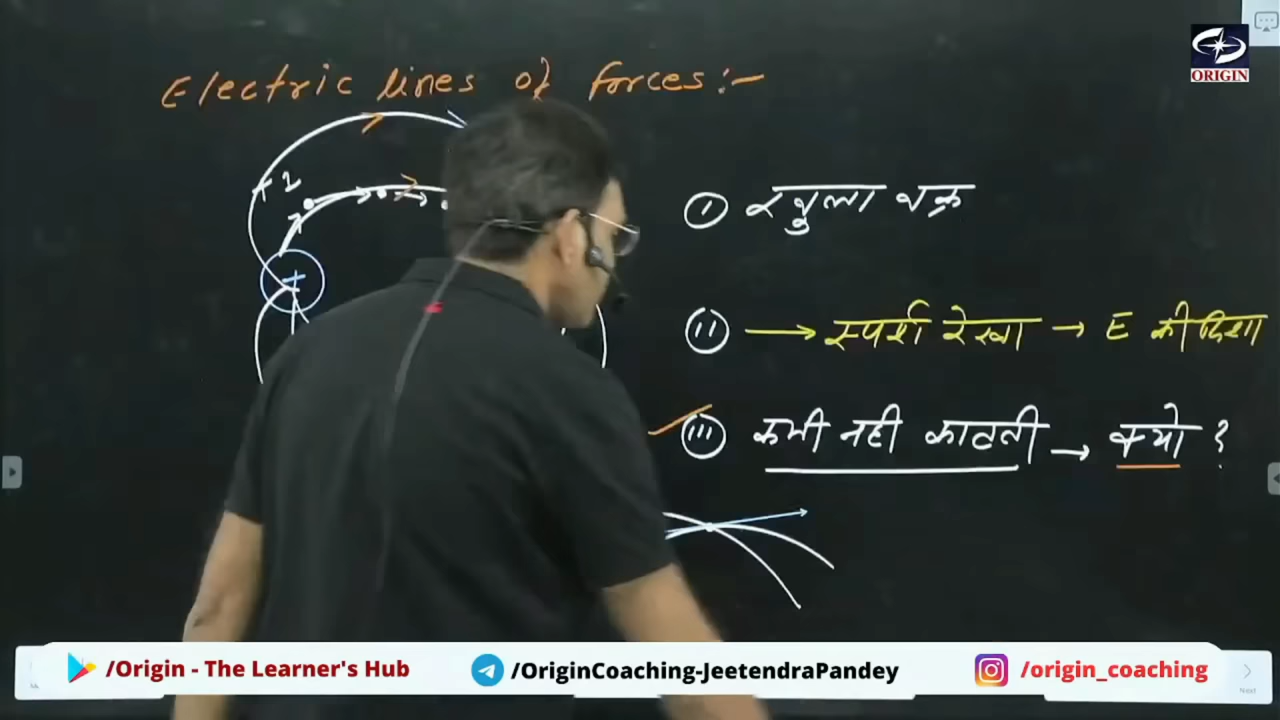 ORIGIN
Electric lines of forces :-
+1
+
(I) खुला वक्र
(II) → स्पर्श रेखा → E की दिशा
(III) कभी नही काटती → क्यो ?
/Origin - The Learner's Hub
/OriginCoaching-JeetendraPandey
/origin_coaching
Next